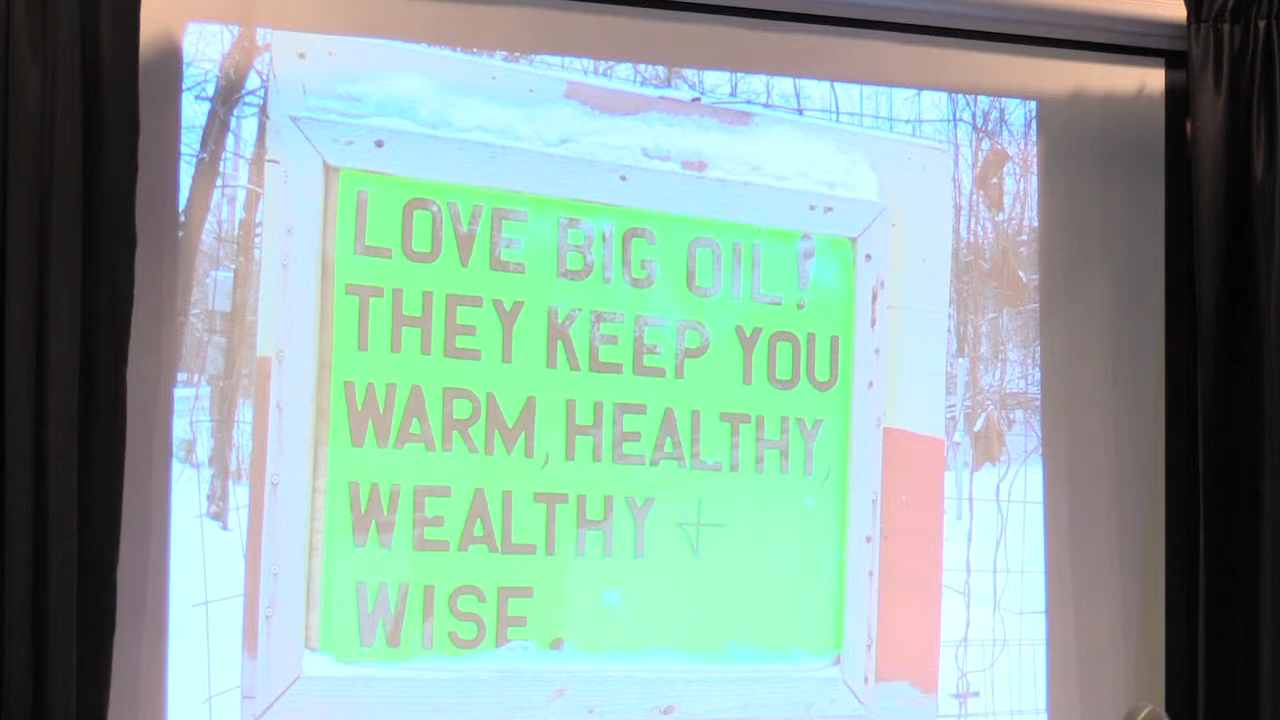 LOVE BIG OIL!
THEY KEEP YOU
WARM, HEALTHY,
WEALTHY +
WISE.